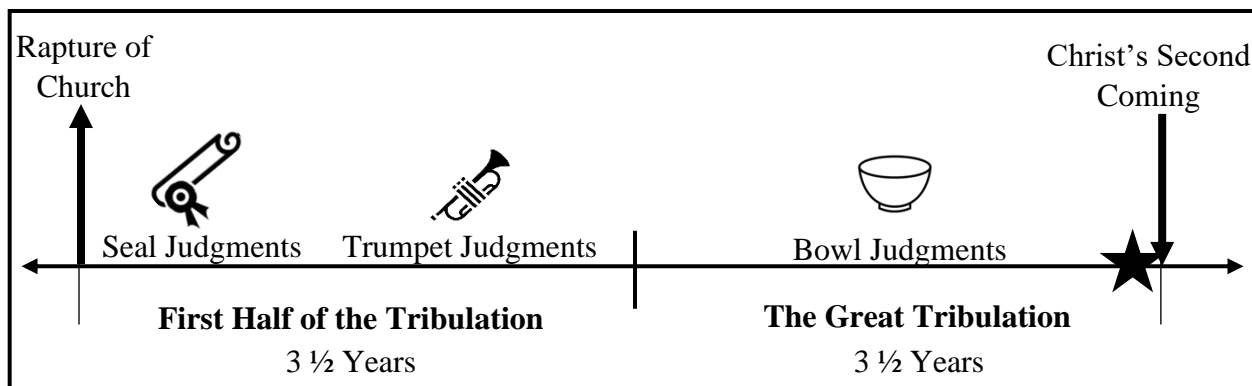 Rapture of
Church
Christ’s Second
Coming
Seal Judgments
Trumpet Judgments
Bowl Judgments
First Half of the Tribulation
3 ½ Years
The Great Tribulation
3 ½ Years